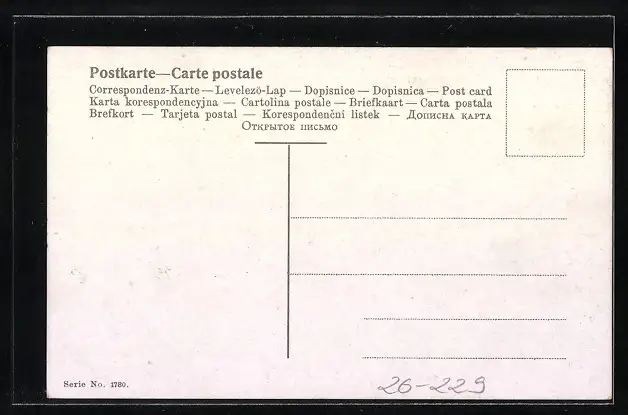 Postkarte—Carte postale
Correspondenz-Karte — Levelező-Lap — Dopisnice — Dopisnica — Post card
Karta korespondencyjna — Cartolina postale — Briefkaart — Carta postala
Brefkort — Tarjeta postal — Korespondenční listek — Дописна карта
Открытое письмо
Serie No. 1780.
26-229